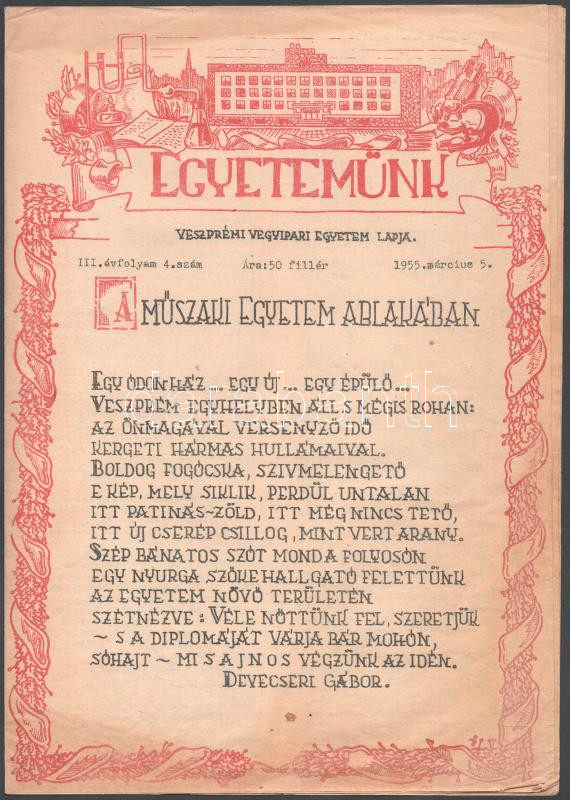 EGYETEMÜNK
VESZPRÉMI VEGYIPARI EGYETEM LAPJA.
III.évfolyam 4.szám Ára:50 fillér 1955.március 5.
A MŰSZAKI EGYETEM ABLAKÁBAN
EGY ÓDON HÁZ ... EGY ÚJ ... EGY ÉPÜLŐ ...
VESZPRÉM EGYHELYBEN ÁLL S MÉGIS ROHAN:
AZ ÖNMAGÁVAL VERSENYZŐ IDŐ
KERGETI HÁRMAS HULLÁMAIVAL.
BOLDOG FOGÓCSKA, SZIVMELENGETŐ
E KÉP, MELY SIKLIK, PERDÜL UNTALAN
ITT PATINÁS-ZÖLD, ITT MÉG NINCS TETŐ,
ITT ÚJ CSERÉP CSILLOG, MINT VERT ARANY.
SZÉP BÁNATOS SZÓT MOND A FOLYOSÓN
EGY NYURGA SZŐKE HALLGATÓ FELETTÜNK
AZ EGYETEM NÖVŐ TERÜLETÉN
SZÉTNÉZVE: VÉLE NŐTTÜNK FEL, SZERETJÜK
~ S A DIPLOMÁJÁT VÁRJA BÁR MOHÓN,
SÓHAJT ~ MI SAJNOS VÉGZÜNK AZ IDÉN.
DEVECSERI GÁBOR.
darabanth